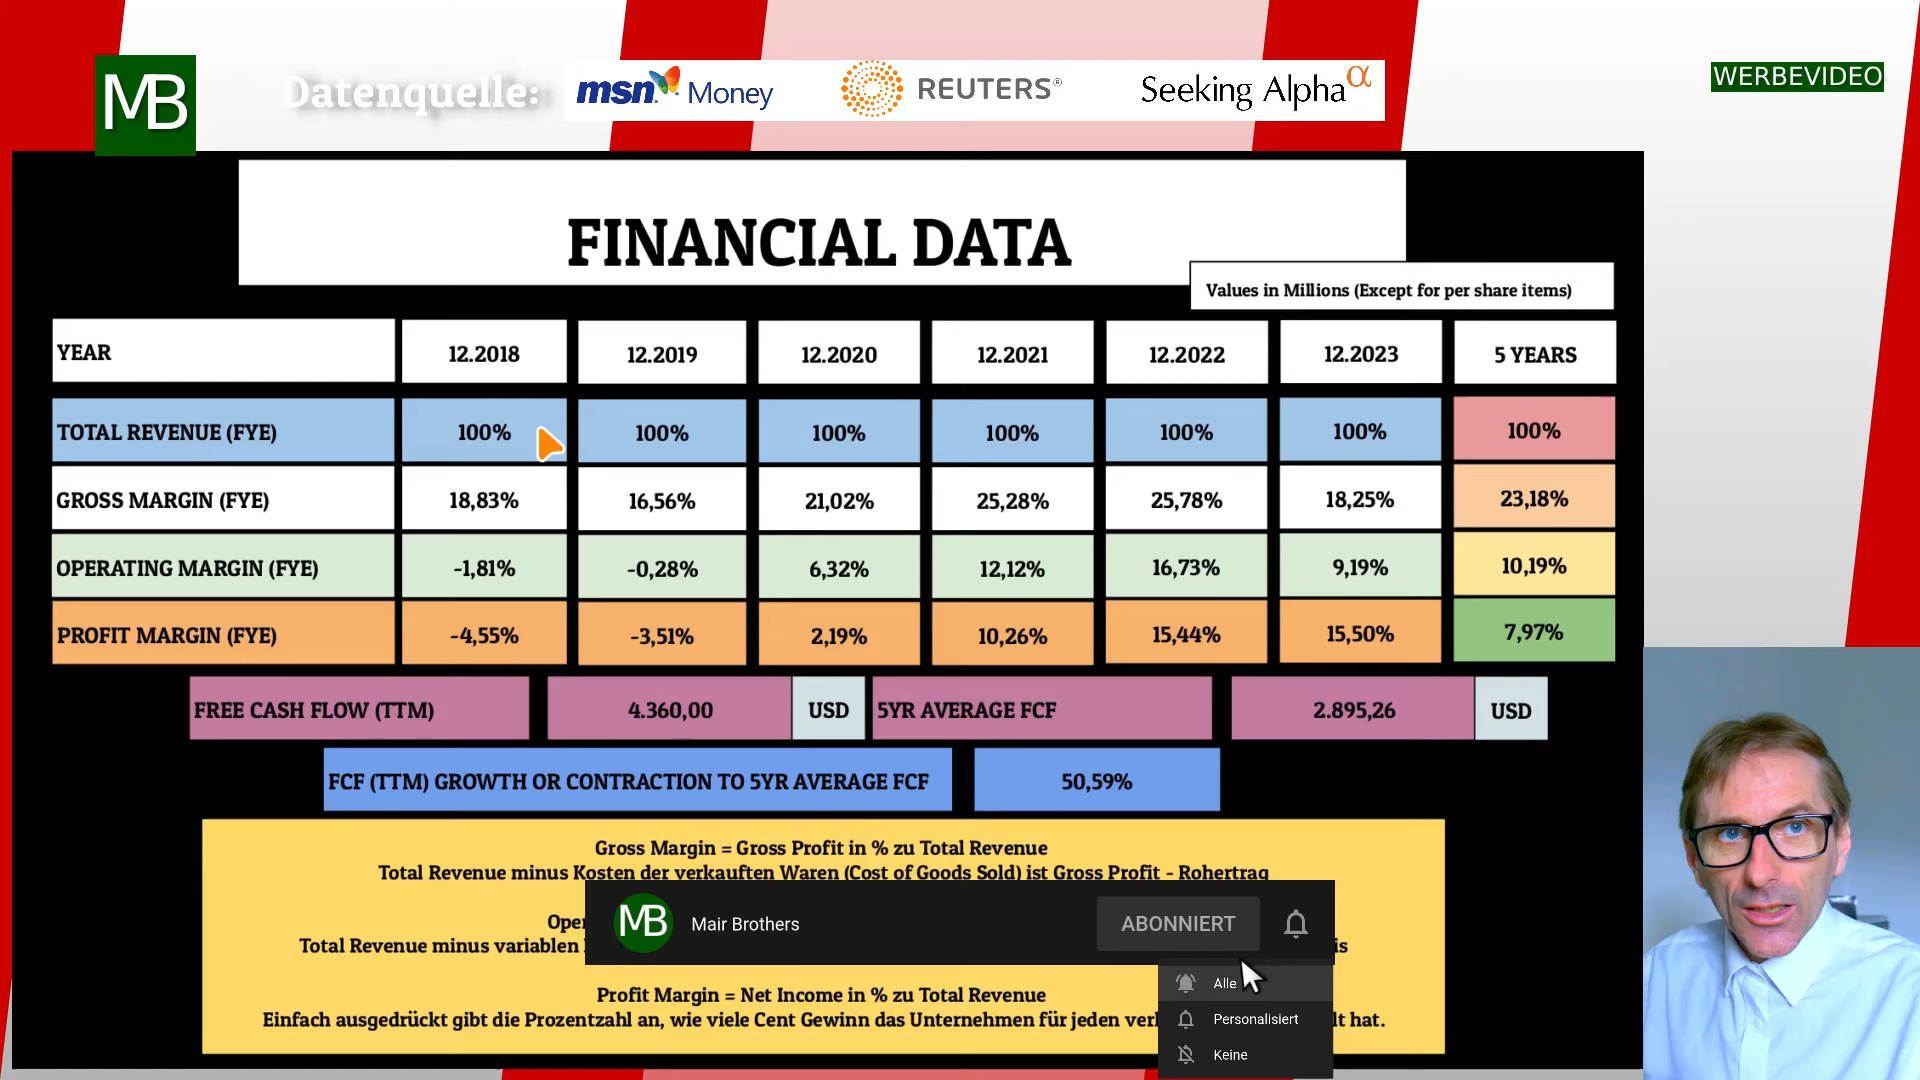 MB
Datenquelle:
msn Money
REUTERS®
Seeking Alpha α
WERBEVIDEO
FINANCIAL DATA
Values in Millions (Except for per share items)
YEAR 12.2018 12.2019 12.2020 12.2021 12.2022 12.2023 5 YEARS
TOTAL REVENUE (FYE) 100% 100% 100% 100% 100% 100% 100%
GROSS MARGIN (FYE) 18,83% 16,56% 21,02% 25,28% 25,78% 18,25% 23,18%
OPERATING MARGIN (FYE) -1,81% -0,28% 6,32% 12,12% 16,73% 9,19% 10,19%
PROFIT MARGIN (FYE) -4,55% -3,51% 2,19% 10,26% 15,44% 15,50% 7,97%
FREE CASH FLOW (TTM) 4.360,00 USD 5YR AVERAGE FCF 2.895,26 USD
FCF (TTM) GROWTH OR CONTRACTION TO 5YR AVERAGE FCF 50,59%
Gross Margin = Gross Profit in % zu Total Revenue
Total Revenue minus Kosten der verkauften Waren (Cost of Goods Sold) ist Gross Profit - Rohertrag
Total Revenue minus variablen
MB Mair Brothers ABONNIERT
Alle
Profit Margin = Net Income in % zu Total Revenue
Einfach ausgedrückt gibt die Prozentzahl an, wie viele Cent Gewinn das Unternehmen für jeden hat.
Personalisiert
Keine